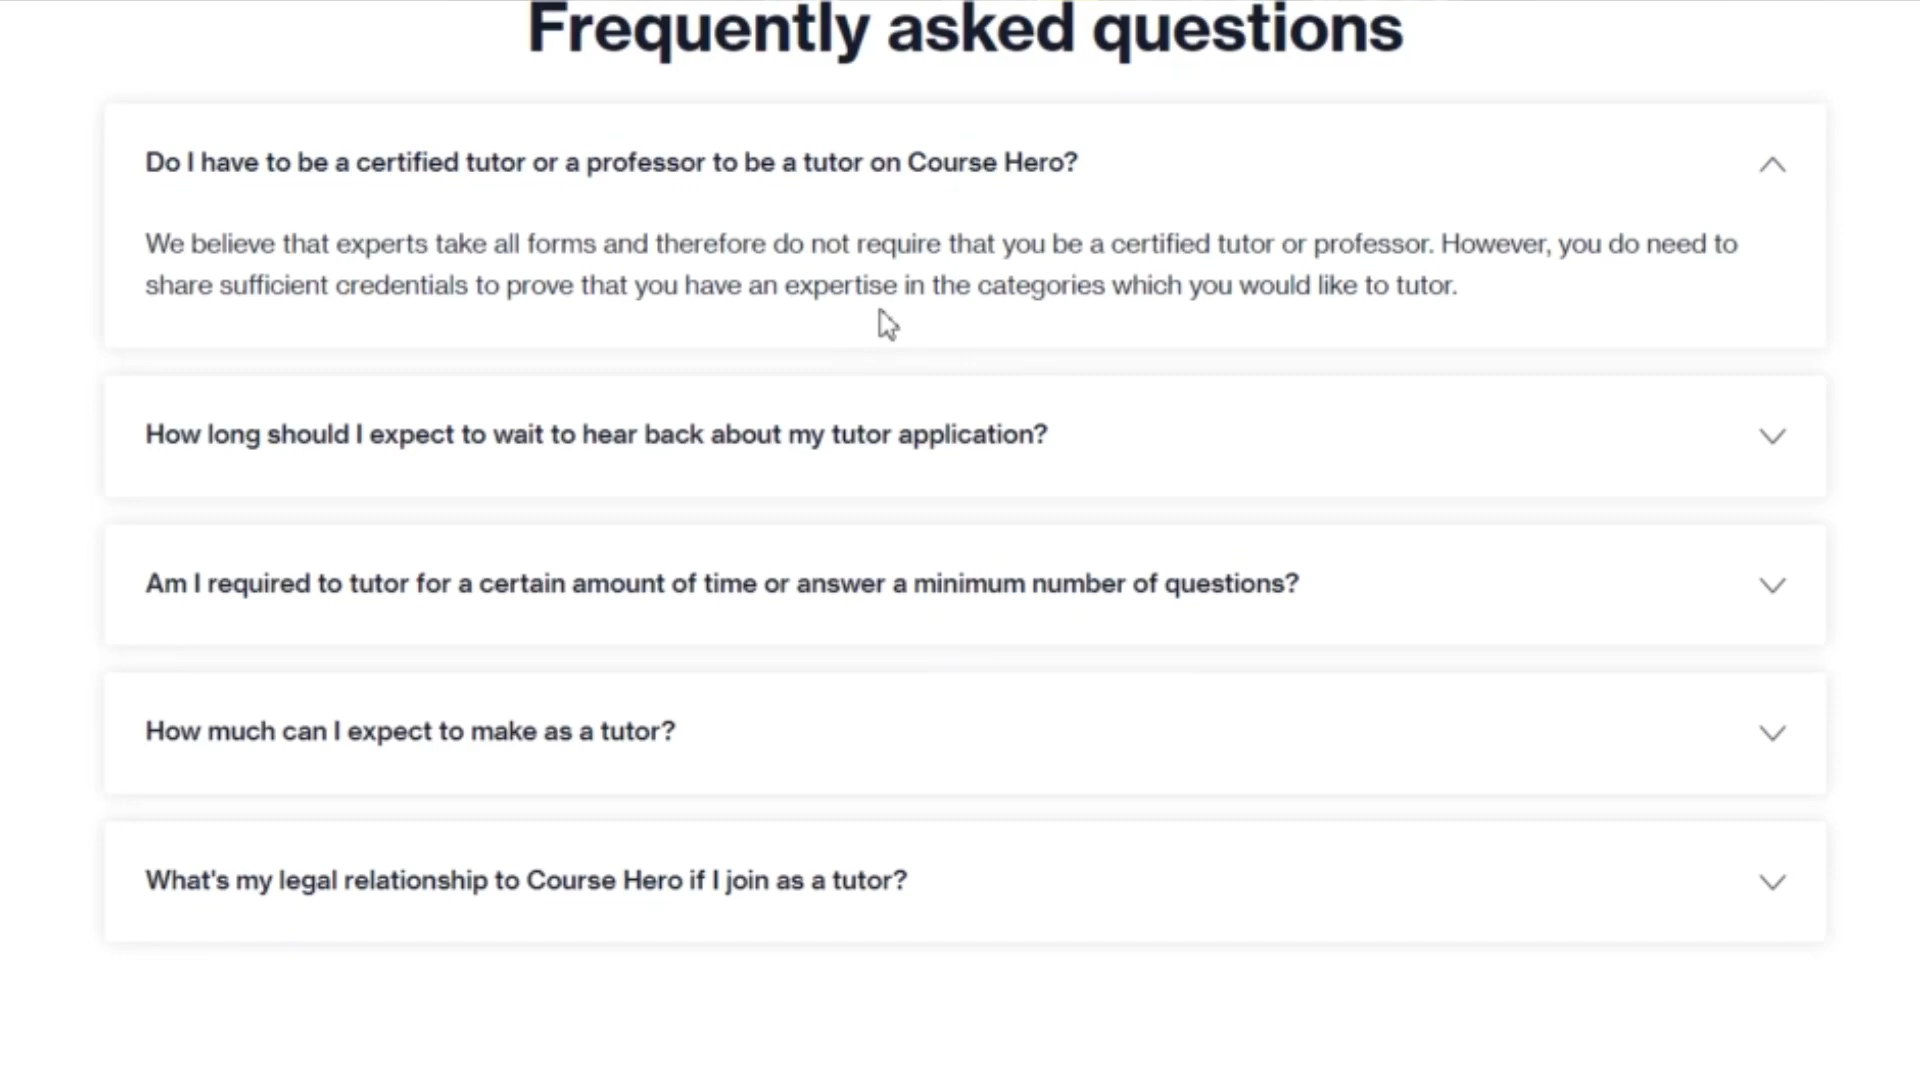 Frequently asked questions
Do I have to be a certified tutor or a professor to be a tutor on Course Hero?
We believe that experts take all forms and therefore do not require that you be a certified tutor or professor. However, you do need to
share sufficient credentials to prove that you have an expertise in the categories which you would like to tutor.
How long should I expect to wait to hear back about my tutor application?
Am I required to tutor for a certain amount of time or answer a minimum number of questions?
How much can I expect to make as a tutor?
What's my legal relationship to Course Hero if I join as a tutor?